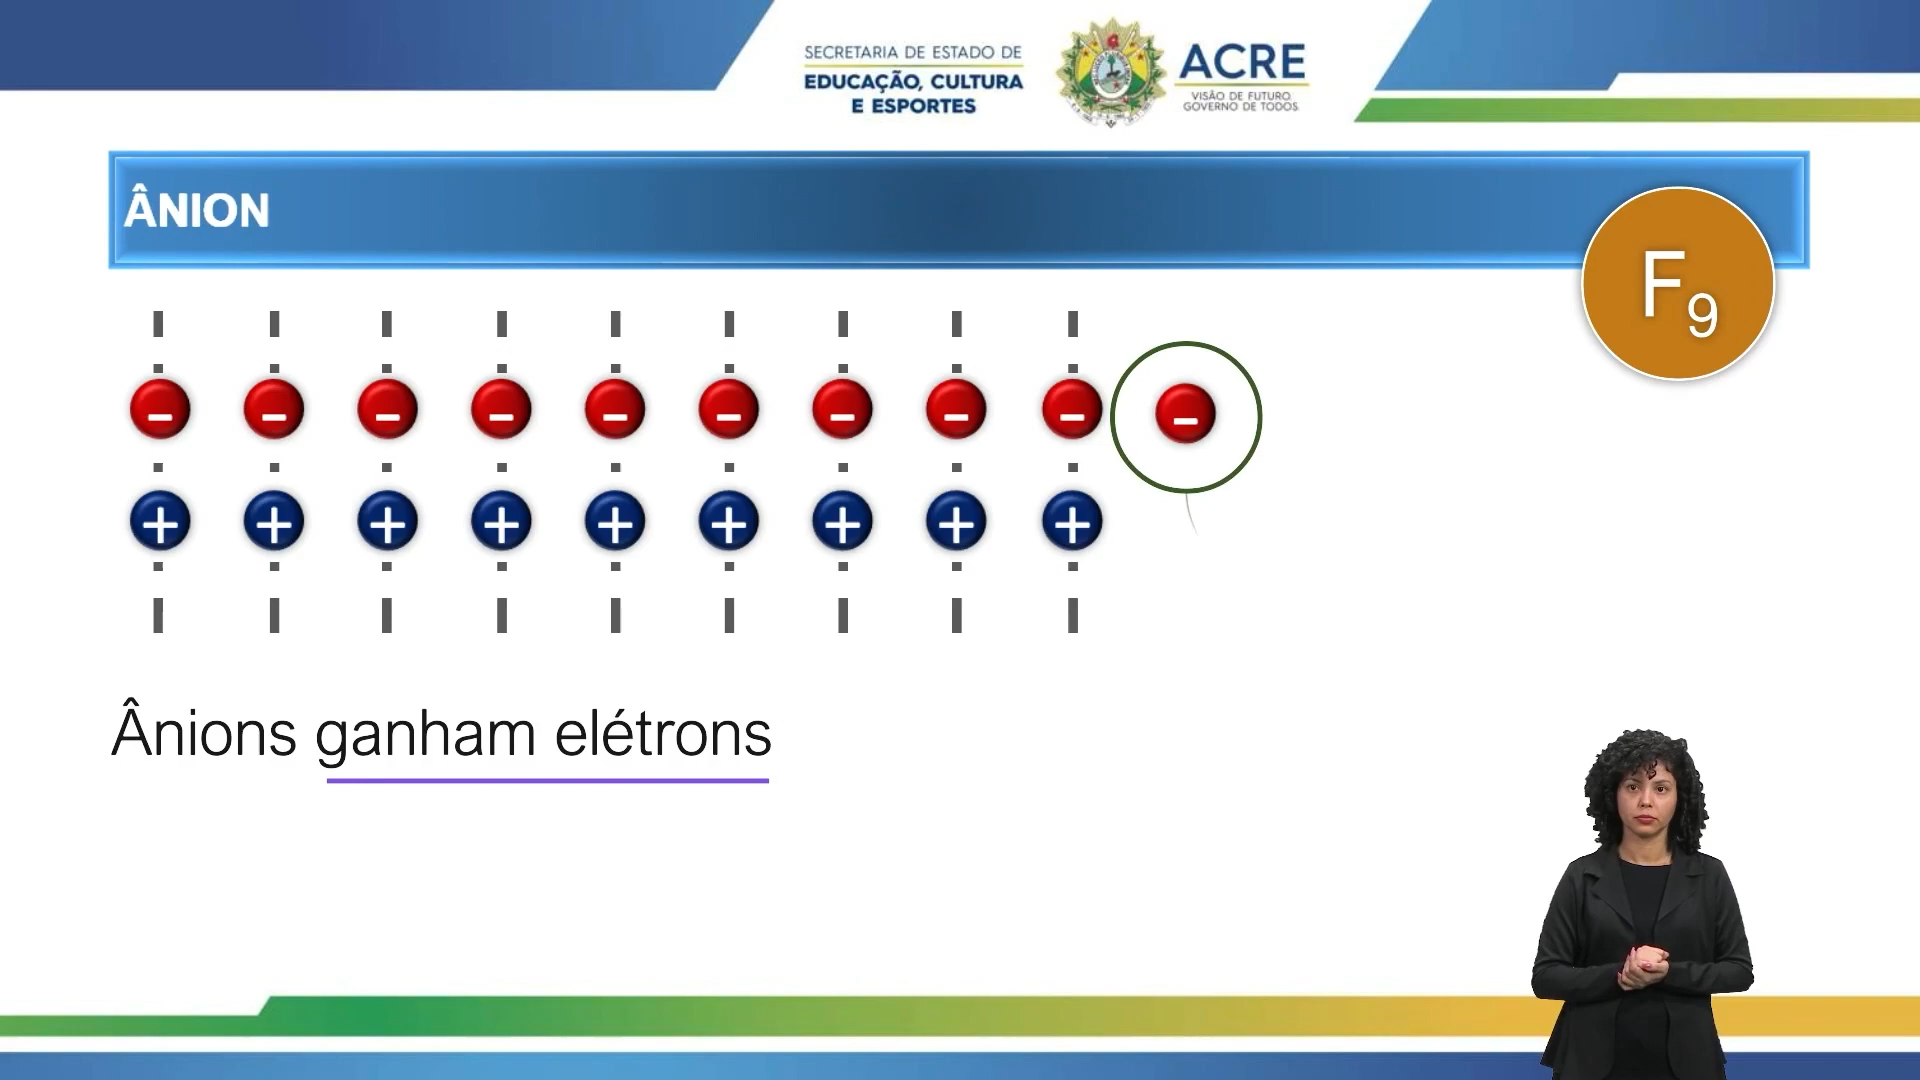 SECRETARIA DE ESTADO DE
EDUCAÇÃO, CULTURA
E ESPORTES
ACRE
VISÃO DE FUTURO.
GOVERNO DE TODOS.
ÂNION
F9
- - - - - - - - - -
+ + + + + + + + +
Ânions ganham elétrons